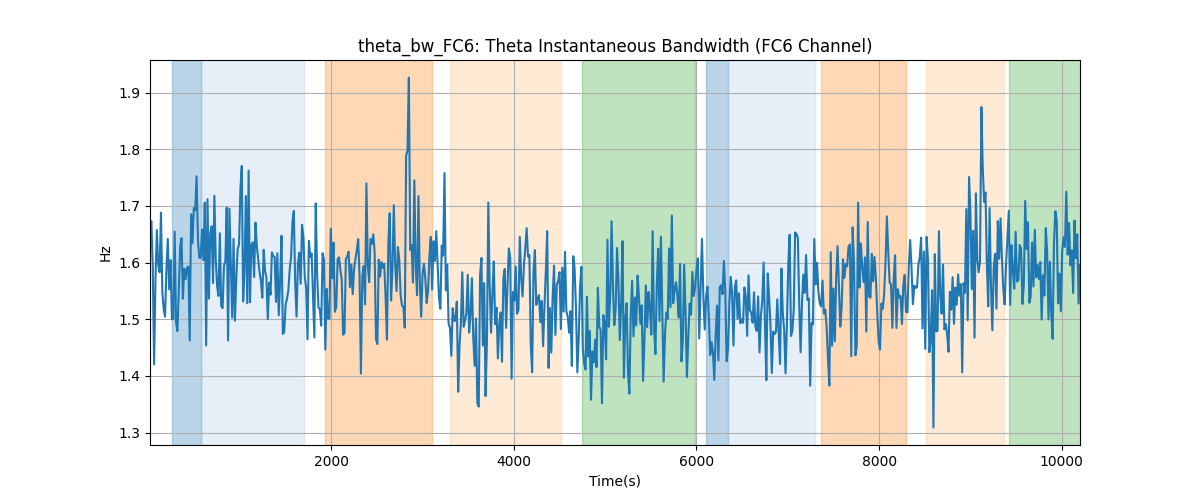 theta_bw_FC6: Theta Instantaneous Bandwidth (FC6 Channel)
1.9
1.8
1.7
1.6
1.5
1.4
1.3
Hz
2000 4000 6000 8000 10000
Time(s)